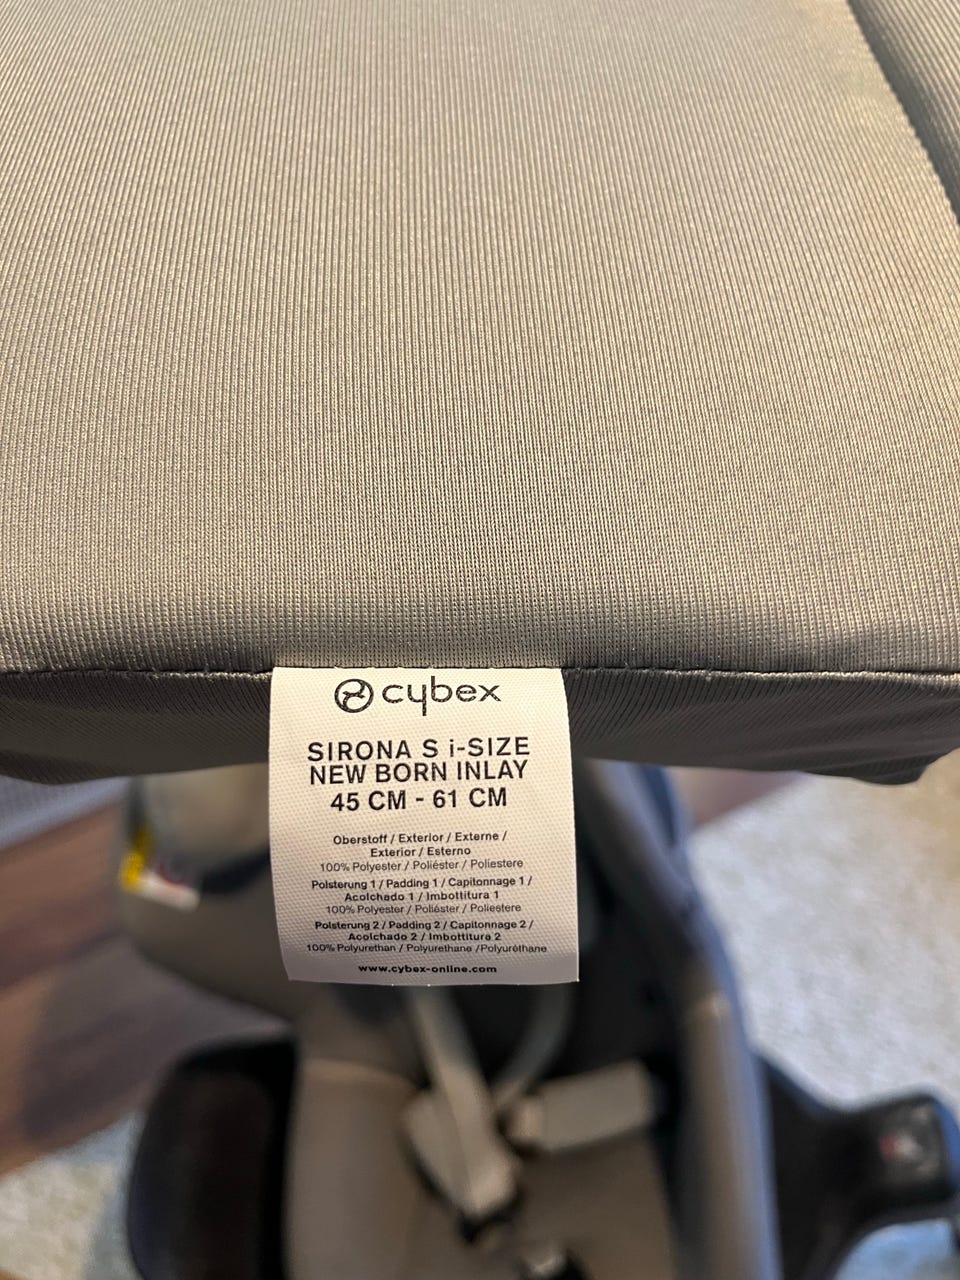 cybex
SIRONA S i-SIZE
NEW BORN INLAY
45 CM - 61 CM
Oberstoff / Exterior / Externe /
Exterior / Esterno
100% Polyester / Poliéster / Poliestere
Polsterung 1 / Padding 1 / Capitonnage 1 /
Acolchado 1 / Imbottitura 1
100% Polyester / Poliéster / Poliestere
Polsterung 2 / Padding 2 / Capitonnage 2 /
Acolchado 2 / Imbottitura 2
100% Polyurethan / Polyurethane /Polyuréthane
www.cybex-online.com